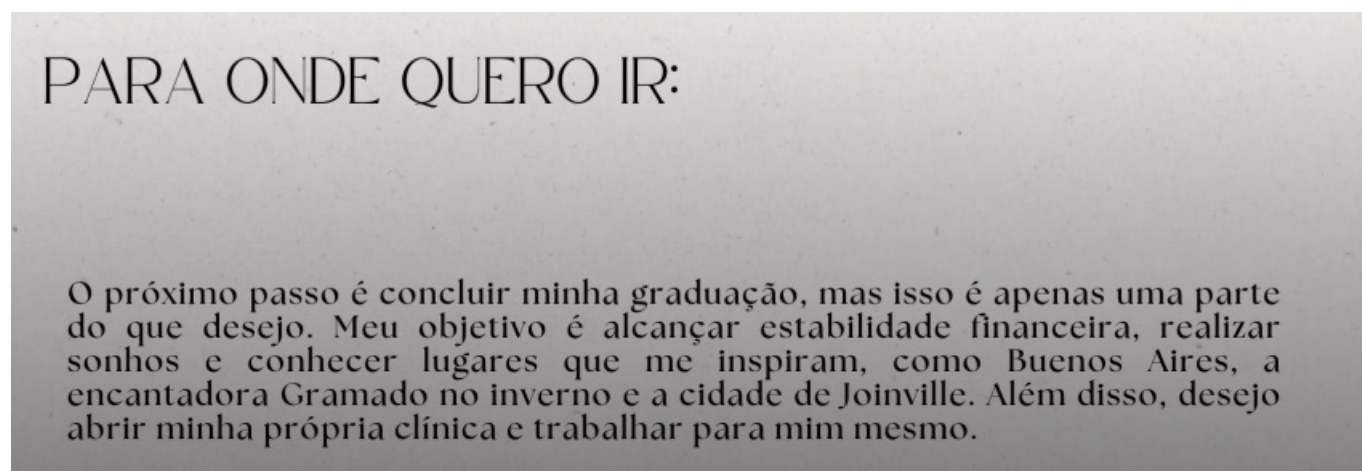 PARA ONDE QUERO IR:
O próximo passo é concluir minha graduação, mas isso é apenas uma parte
do que desejo. Meu objetivo é alcançar estabilidade financeira, realizar
sonhos e conhecer lugares que me inspiram, como Buenos Aires, a
encantadora Gramado no inverno e a cidade de Joinville. Além disso, desejo
abrir minha própria clínica e trabalhar para mim mesmo.